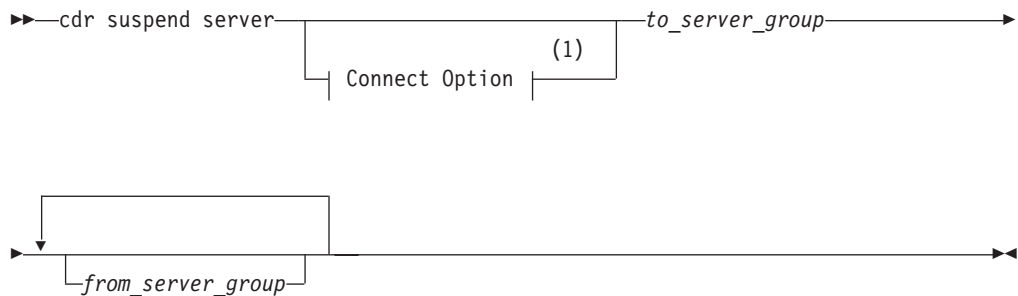 cdr suspend server to_server_group
(1)
Connect Option
from_server_group